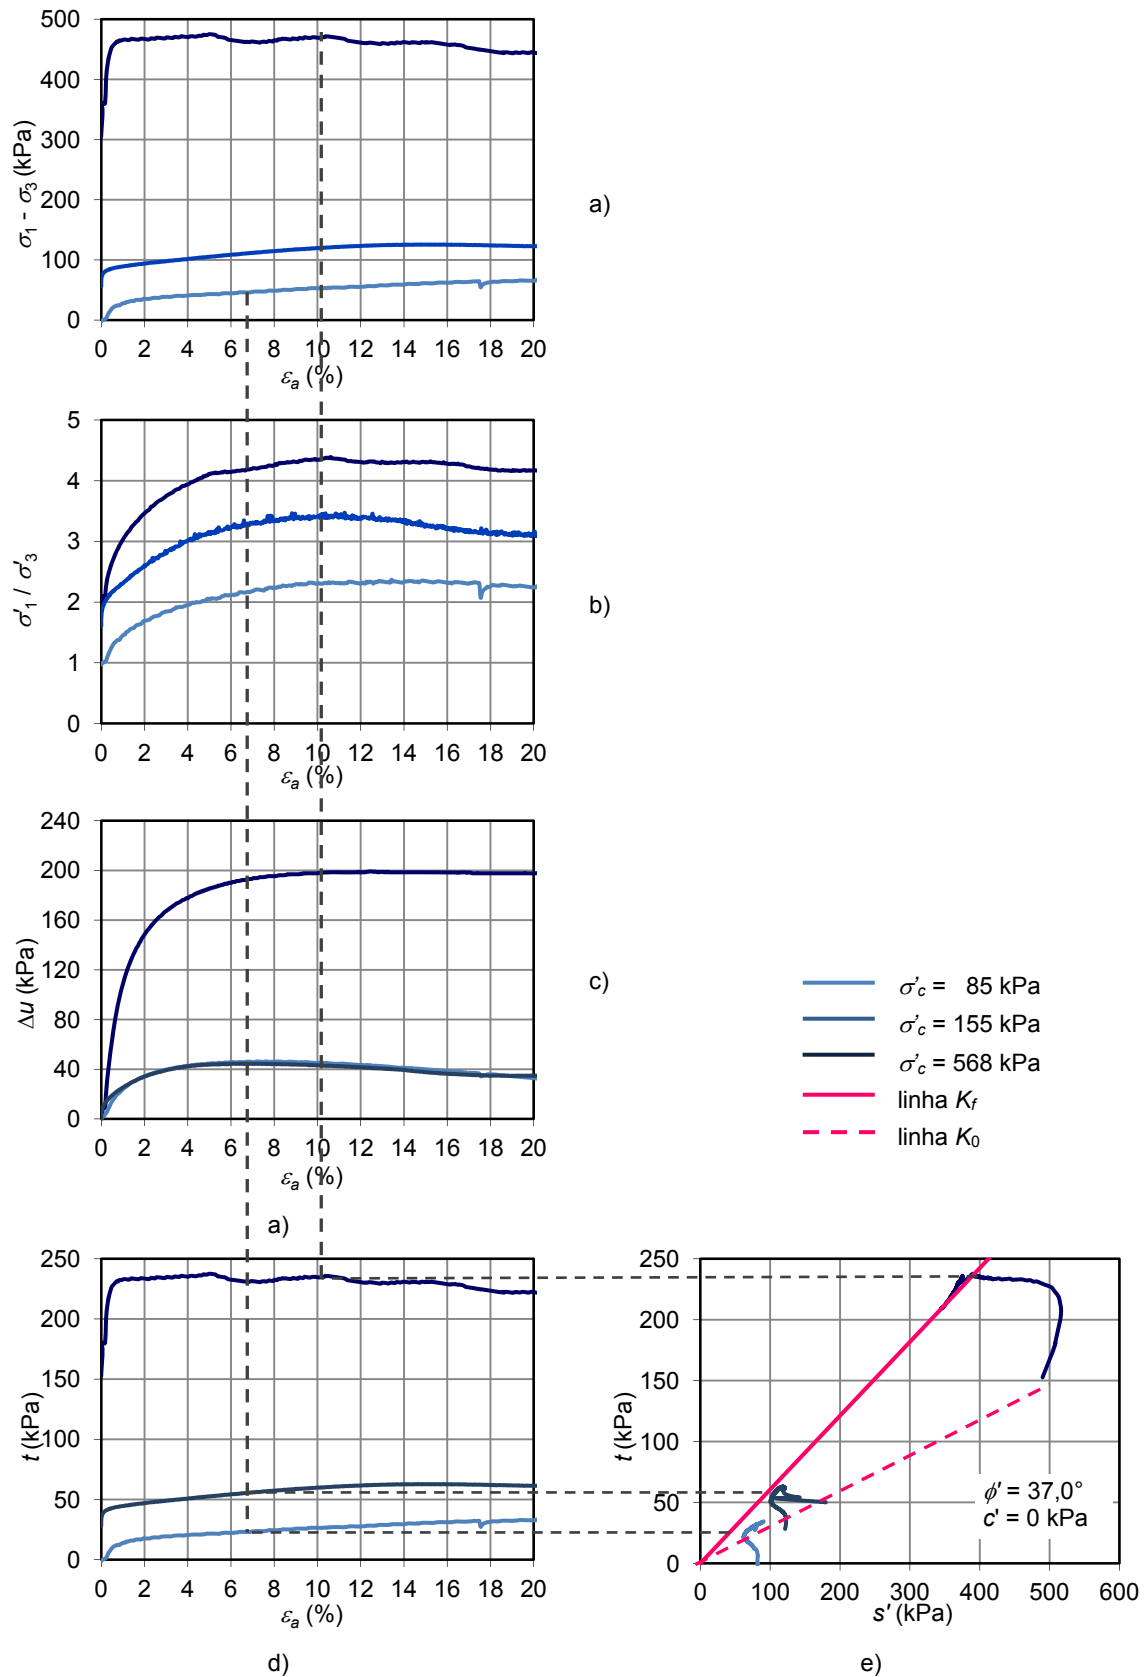 500
400
300
200
100
0
σ1 - σ3 (kPa)
0 2 4 6 8 10 12 14 16 18 20
εa (%)
a)
5
4
3
2
1
0
σ'1 / σ'3
0 2 4 6 8 10 12 14 16 18 20
εa (%)
b)
240
200
160
120
80
40
0
Δu (kPa)
0 2 4 6 8 10 12 14 16 18 20
εa (%)
c)
σ'c = 85 kPa
σ'c = 155 kPa
σ'c = 568 kPa
linha Kf
linha K0
a)
250
200
150
100
50
0
t (kPa)
0 2 4 6 8 10 12 14 16 18 20
εa (%)
d)
250
200
150
100
50
0
t (kPa)
ϕ' = 37,0°
c' = 0 kPa
0 100 200 300 400 500 600
s' (kPa)
e)